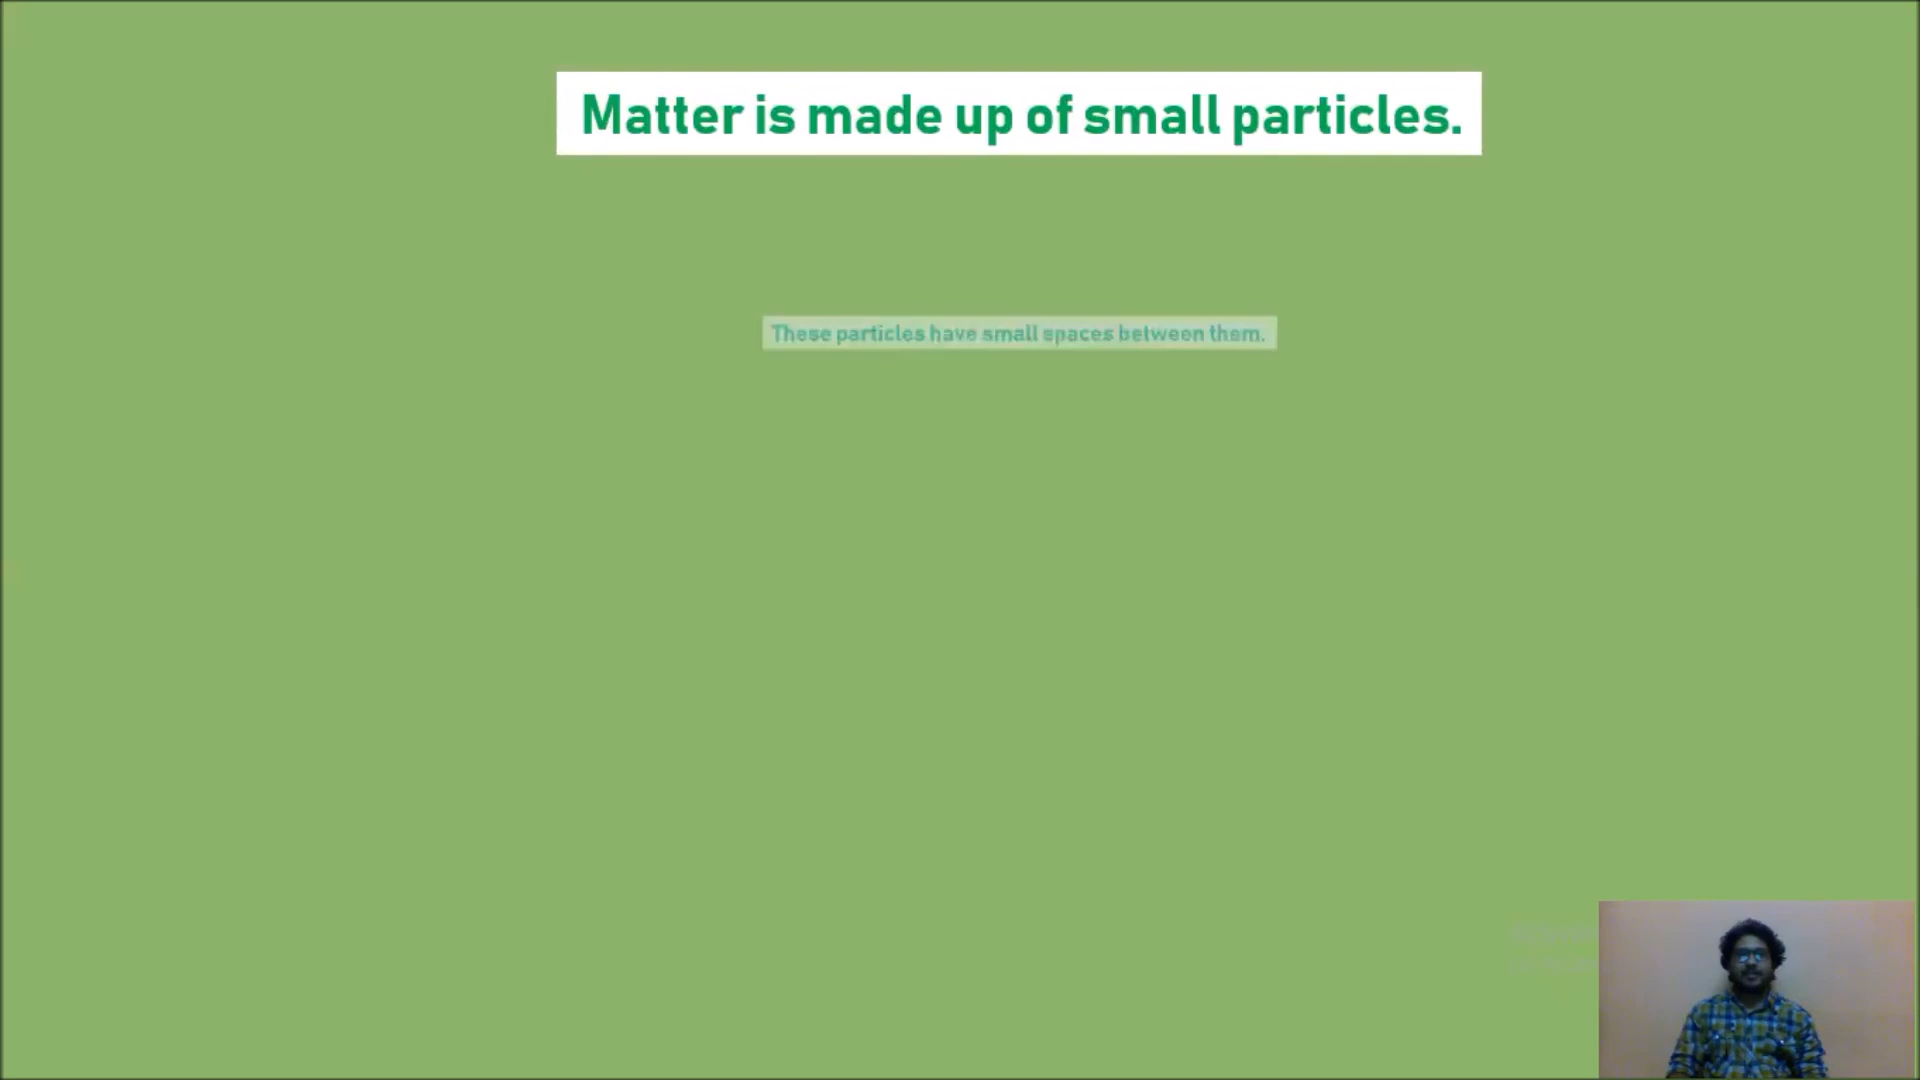 Matter is made up of small particles.
These particles have small spaces between them.